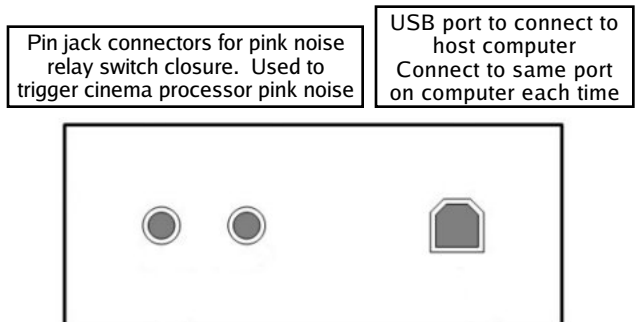 Pin jack connectors for pink noise
relay switch closure.  Used to
trigger cinema processor pink noise
USB port to connect to
host computer
Connect to same port
on computer each time